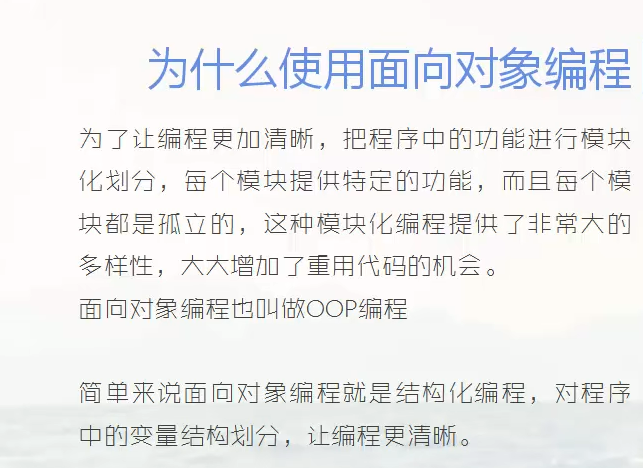 为什么使用面向对象编程
为了让编程更加清晰，把程序中的功能进行模块
化划分，每个模块提供特定的功能，而且每个模
块都是孤立的，这种模块化编程提供了非常大的
多样性，大大增加了重用代码的机会。
面向对象编程也叫做OOP编程
简单来说面向对象编程就是结构化编程，对程序
中的变量结构划分，让编程更清晰。